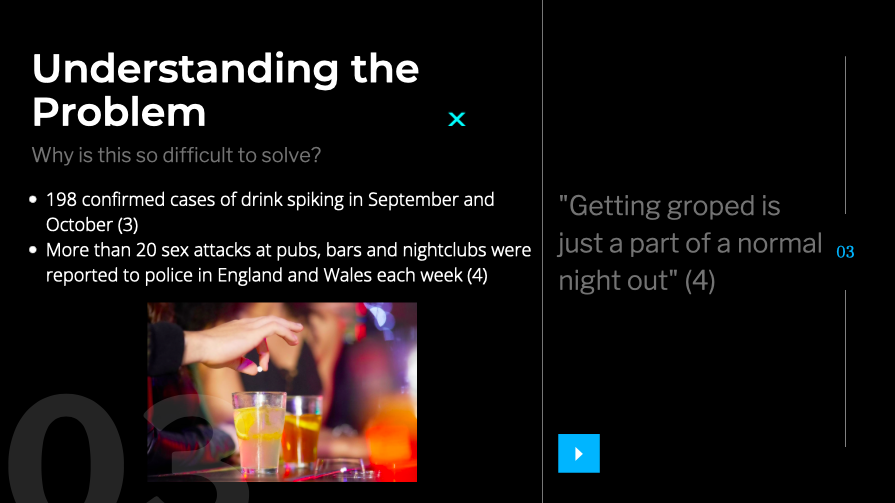 Understanding the
Problem
Why is this so difficult to solve?
• 198 confirmed cases of drink spiking in September and
October (3)
• More than 20 sex attacks at pubs, bars and nightclubs were
reported to police in England and Wales each week (4)
03
"Getting groped is
just a part of a normal
night out" (4)
03